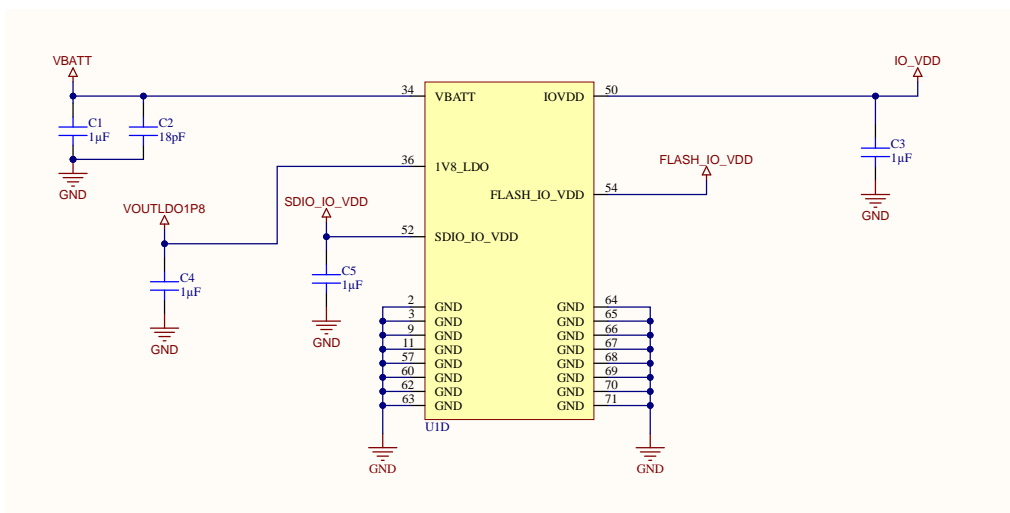 VBATT
IO_VDD
34 VBATT
IOVDD 50
C1
1µF
C2
18pF
C3
1µF
GND
36 1V8_LDO
FLASH_IO_VDD
FLASH_IO_VDD 54
GND
VOUTLDO1P8
SDIO_IO_VDD
52 SDIO_IO_VDD
C4
1µF
C5
1µF
GND
GND
2 GND GND 64
3 GND GND 65
9 GND GND 66
11 GND GND 67
57 GND GND 68
60 GND GND 69
62 GND GND 70
63 GND GND 71
U1D
GND
GND